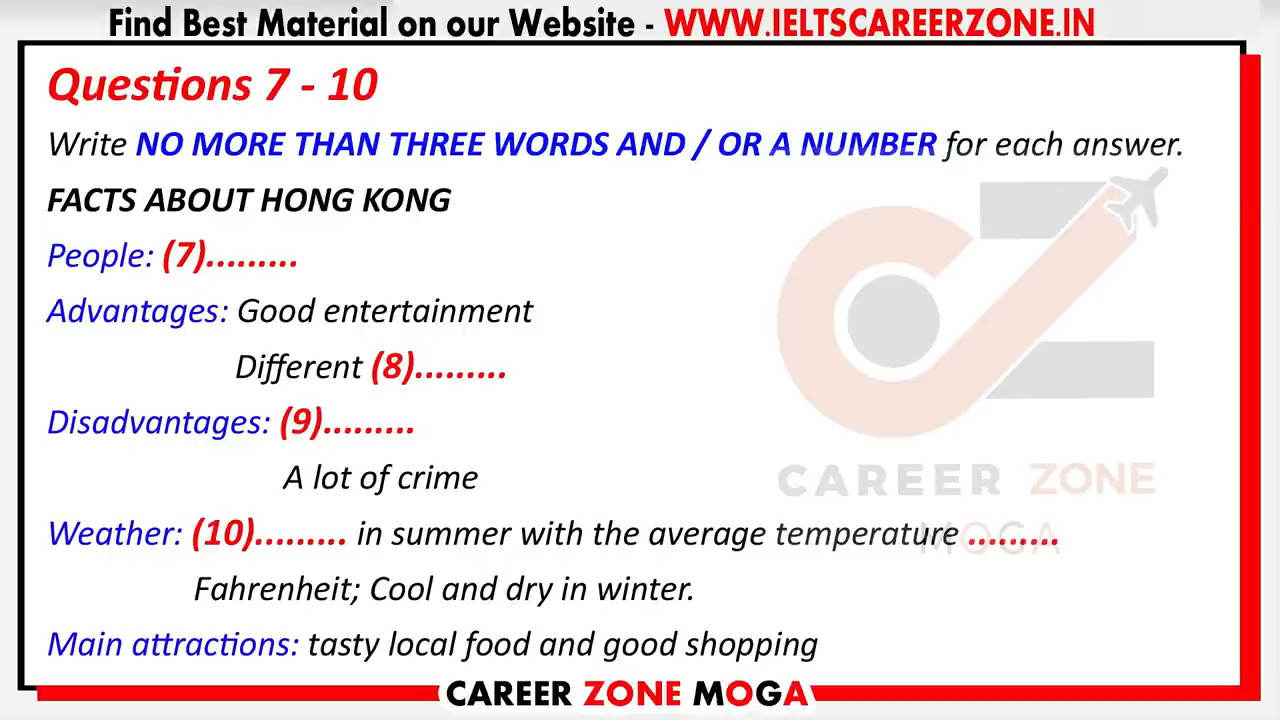 Find Best Material on our Website - WWW.IELTSCAREERZONE.IN
Questions 7 - 10
Write NO MORE THAN THREE WORDS AND / OR A NUMBER for each answer.
FACTS ABOUT HONG KONG
People: (7).........
Advantages: Good entertainment
Different (8).........
Disadvantages: (9).........
A lot of crime
CAREER ZONE
Weather: (10)......... in summer with the average temperature .........
MOGA
Fahrenheit; Cool and dry in winter.
Main attractions: tasty local food and good shopping
CAREER ZONE MOGA